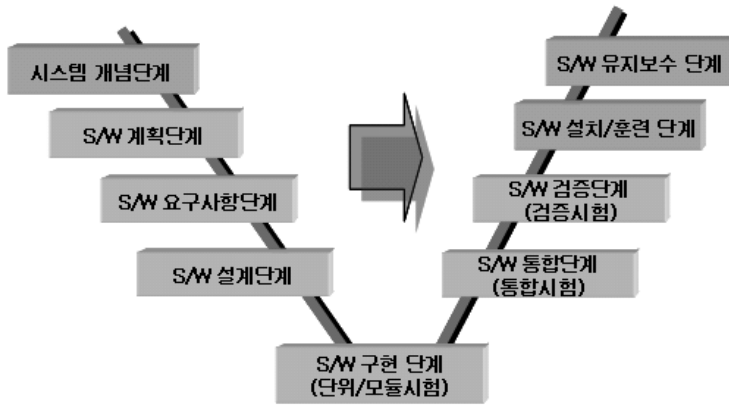 시스템 개념단계
S/W 계획단계
S/W 요구사항단계
S/W 설계단계
S/W 구현 단계
(단위/모듈시험)
S/W 통합단계
(통합시험)
S/W 검증단계
(검증시험)
S/W 설치/훈련 단계
S/W 유지보수 단계